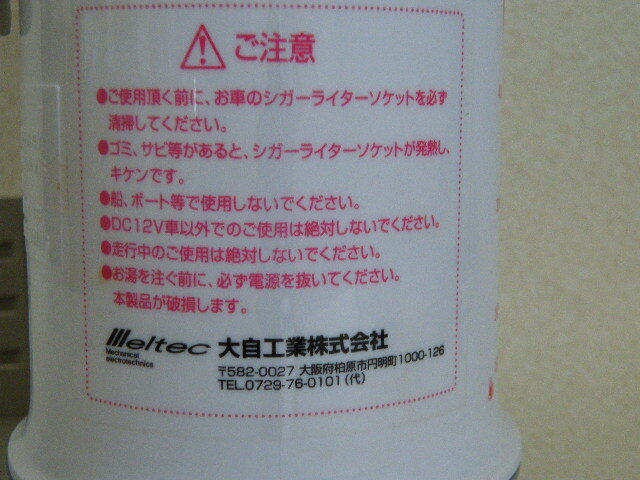 ご注意
●ご使用頂く前に、お車のシガーライターソケットを必ず
清掃してください。
●ゴミ、サビ等があると、シガーライターソケットが発熱し、
キケンです。
●船、ボート等で使用しないでください。
●DC12V車以外でのご使用は絶対しないでください。
●走行中のご使用は絶対しないでください。
●お湯を注ぐ前に、必ず電源を抜いてください。
本製品が破損します。
Meltec 大自工業株式会社
Mechanical
electrotechnics
〒582-0027 大阪府柏原市円明町1000-126
TEL.0729-76-0101(代)